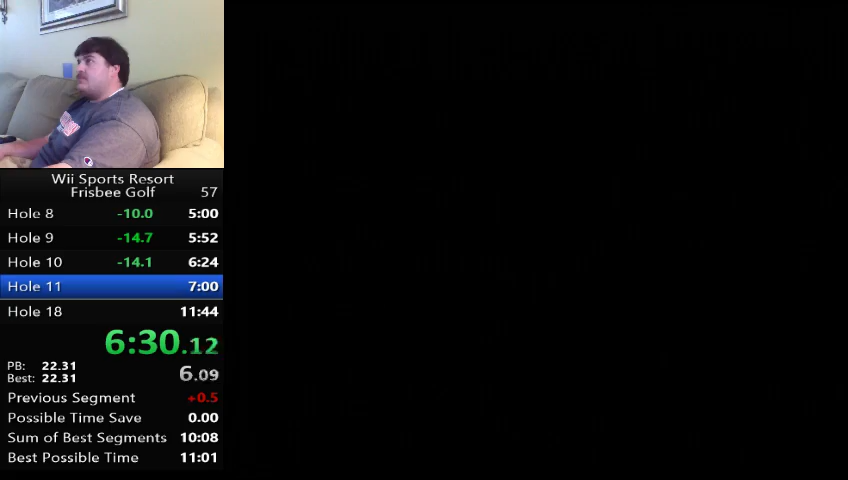 Wii Sports Resort
Frisbee Golf 57
Hole 8 -10.0 5:00
Hole 9 -14.7 5:52
Hole 10 -14.1 6:24
Hole 11 7:00
Hole 18 11:44
6:30.12
PB: 22.31
Best: 22.31
6.09
Previous Segment +0.5
Possible Time Save 0.00
Sum of Best Segments 10:08
Best Possible Time 11:01